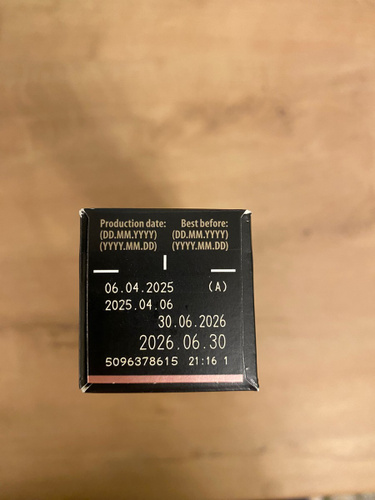 Production date: Best before:
(DD.MM.YYYY) (DD.MM.YYYY)
(YYYY.MM.DD) (YYYY.MM.DD)
06.04.2025 (A)
2025.04.06
30.06.2026
2026.06.30
5096378615 21:16 1